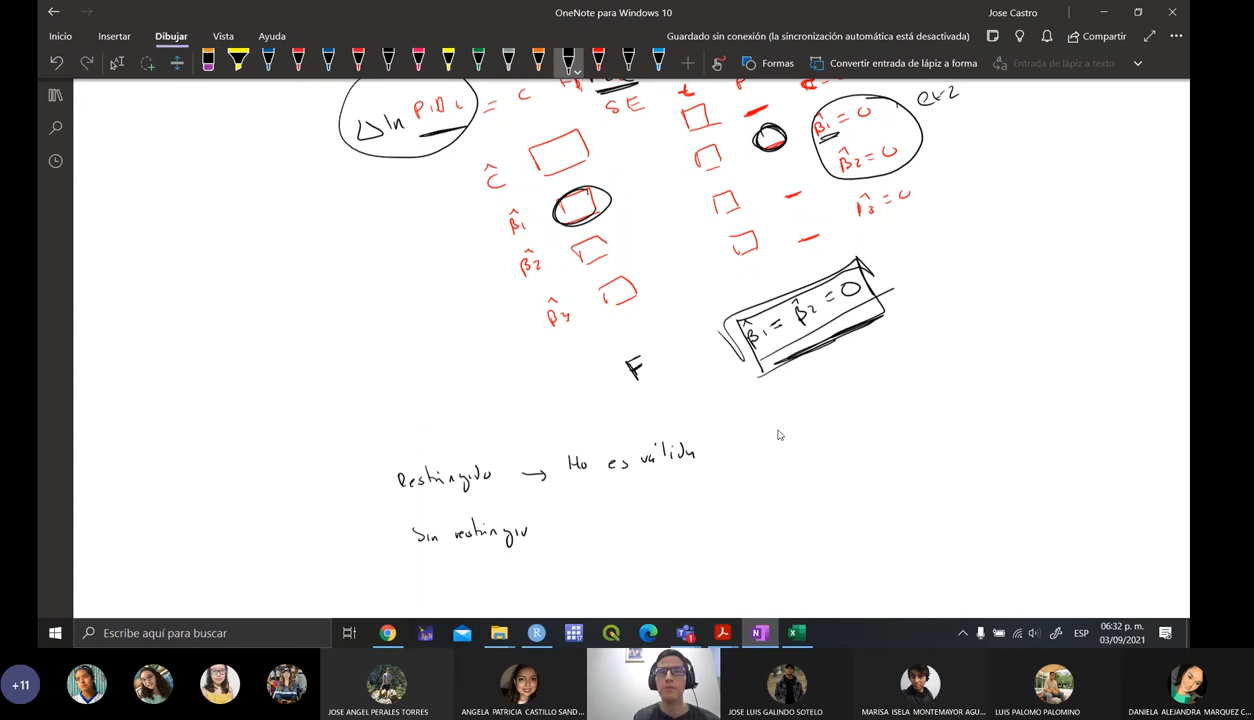 OneNote para Windows 10
Jose Castro
Inicio
Insertar
Dibujar
Vista
Ayuda
Guardado sin conexión (la sincronización automática está desactivada)
Compartir
Formas
Convertir entrada de lápiz a forma
Entrada de lápiz a texto
Δ ln PIB = C
SE
t
β̂1 = 0
β̂2 = 0
β̂3 = 0
Ĉ
β̂1
β̂2
β̂3
β̂1 = β̂2 = 0
F
Restringido → Ho es válida
Sin restringir
Escribe aquí para buscar
ESP
06:32 p. m.
03/09/2021
+11
JOSE ANGEL PERALES TORRES
ANGELA PATRICIA CASTILLO SAND...
JOSE LUIS GALINDO SOTELO
MARISA ISELA MONTEMAYOR AGU...
LUIS PALOMO PALOMINO
DANIELA ALEJANDRA MARQUEZ C...